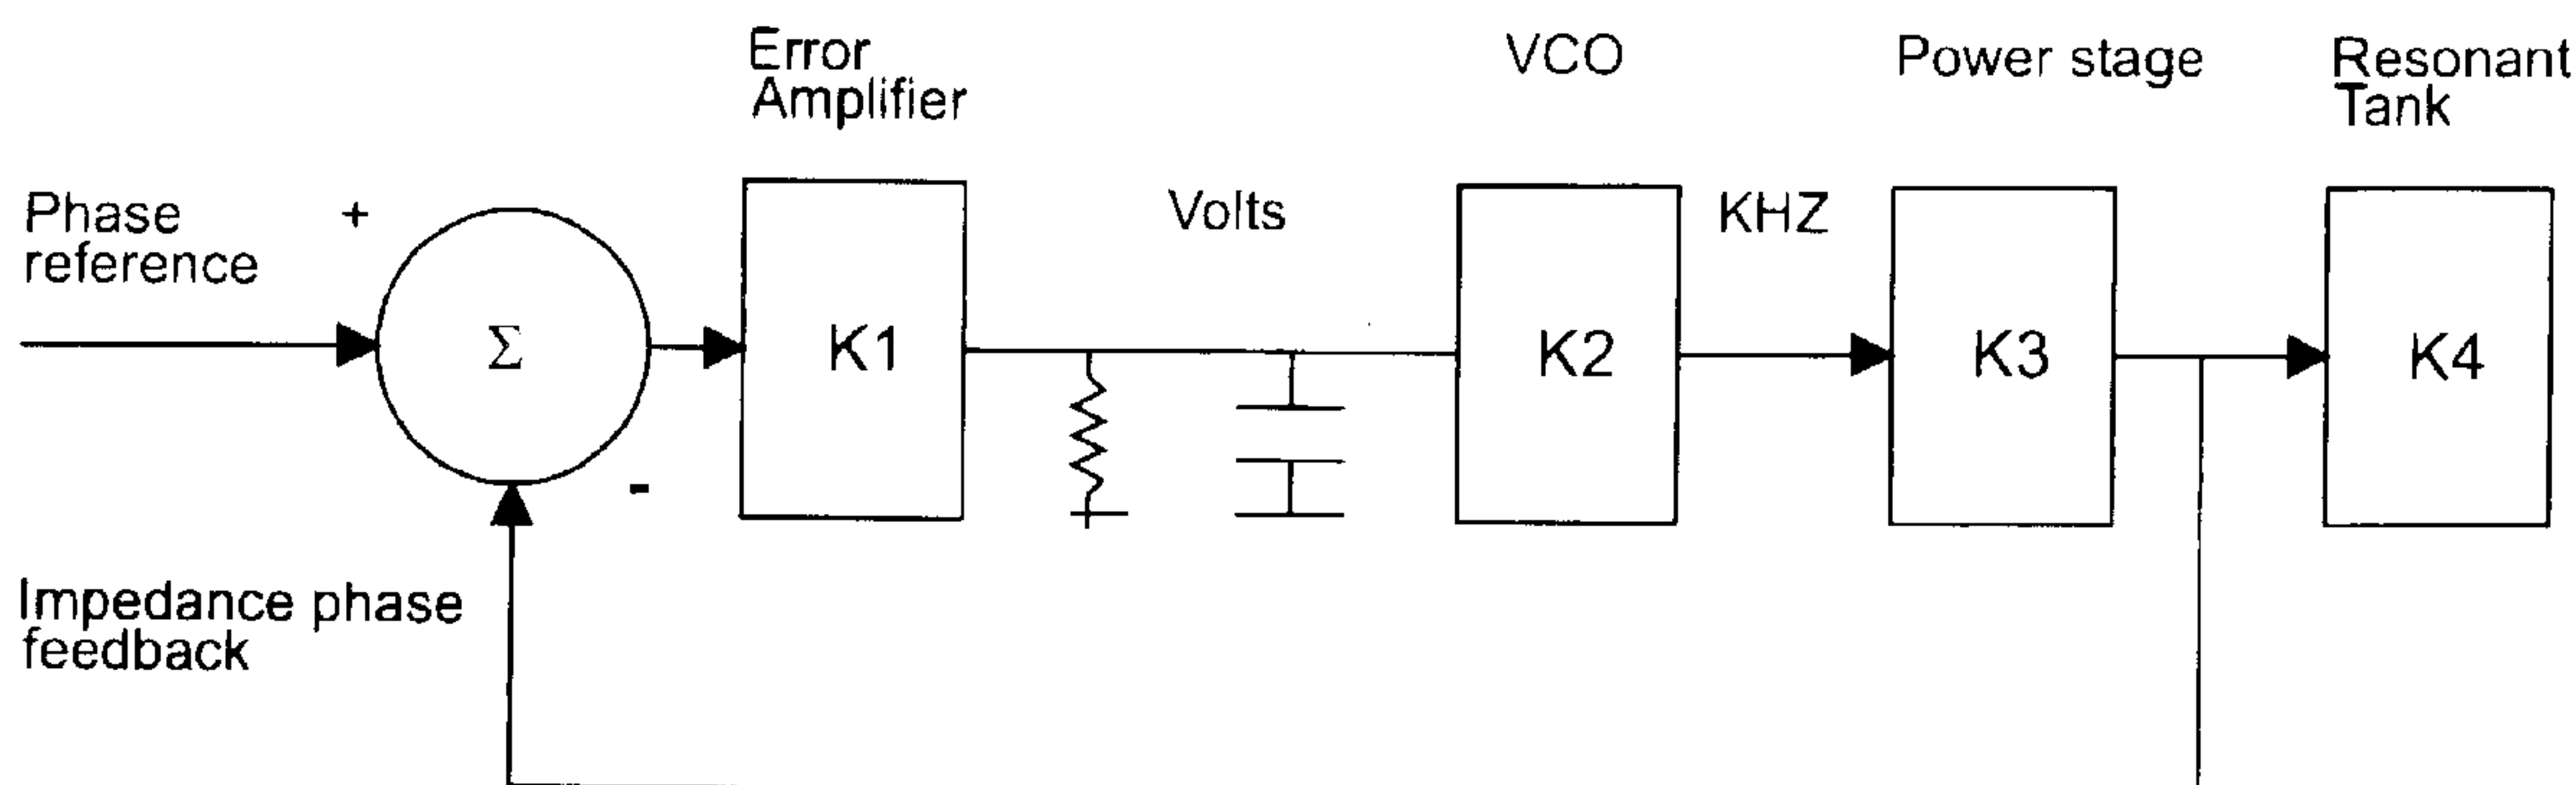 Error
Amplifier
VCO
Power stage
Resonant
Tank
Phase
reference
+
Volts
KHZ
Σ
K1
K2
K3
K4
-
Impedance phase
feedback